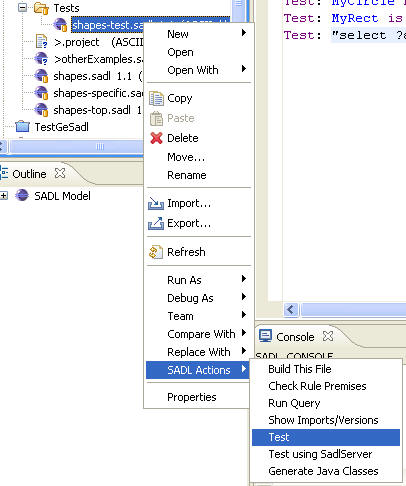 Tests
shapes-test.sadl
>.project (ASCII
>otherExamples.sa
shapes.sadl 1.1 (
shapes-specific.sad
shapes-top.sadl 1
TestGeSadl
Outline
SADL Model
New
Open
Open With
Copy
Paste
Delete
Move...
Rename
Import...
Export...
Refresh
Run As
Debug As
Team
Compare With
Replace With
SADL Actions
Properties
Test: MyCircle
Test: MyRect is
Test: "select ?s
Console
SADL CONSOLE
Build This File
Check Rule Premises
Run Query
Show Imports/Versions
Test
Test using SadlServer
Generate Java Classes